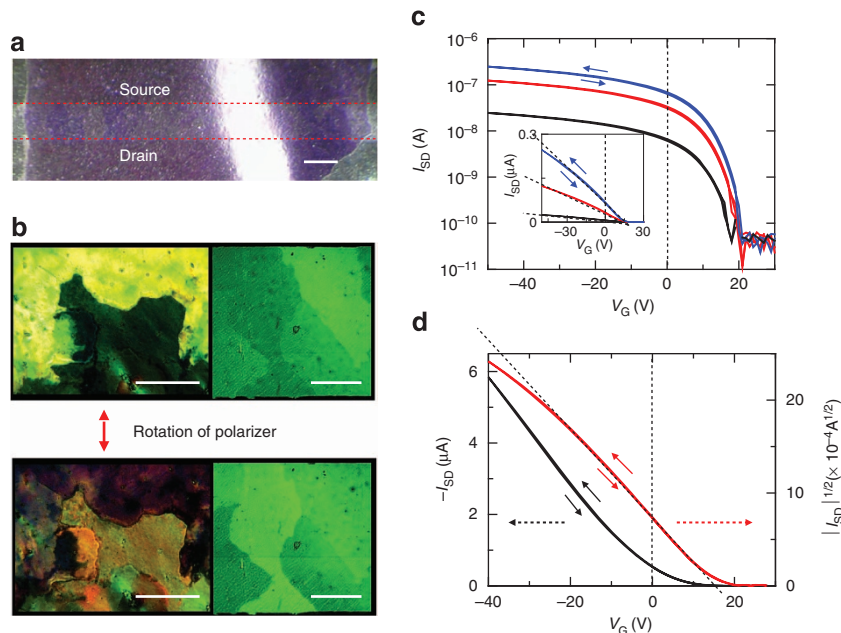 a
Source
Drain
b
Rotation of polarizer
c
10⁻⁶
10⁻⁷
10⁻⁸
10⁻⁹
10⁻¹⁰
10⁻¹¹
I_SD (A)
−40
−20
0
20
V_G (V)
0.3
0
I_SD (μA)
−30
0
30
V_G (V)
d
6
4
2
0
−I_SD (μA)
−40
−20
0
20
V_G (V)
20
10
0
| I_SD |^1/2 (× 10⁻⁴A^1/2)